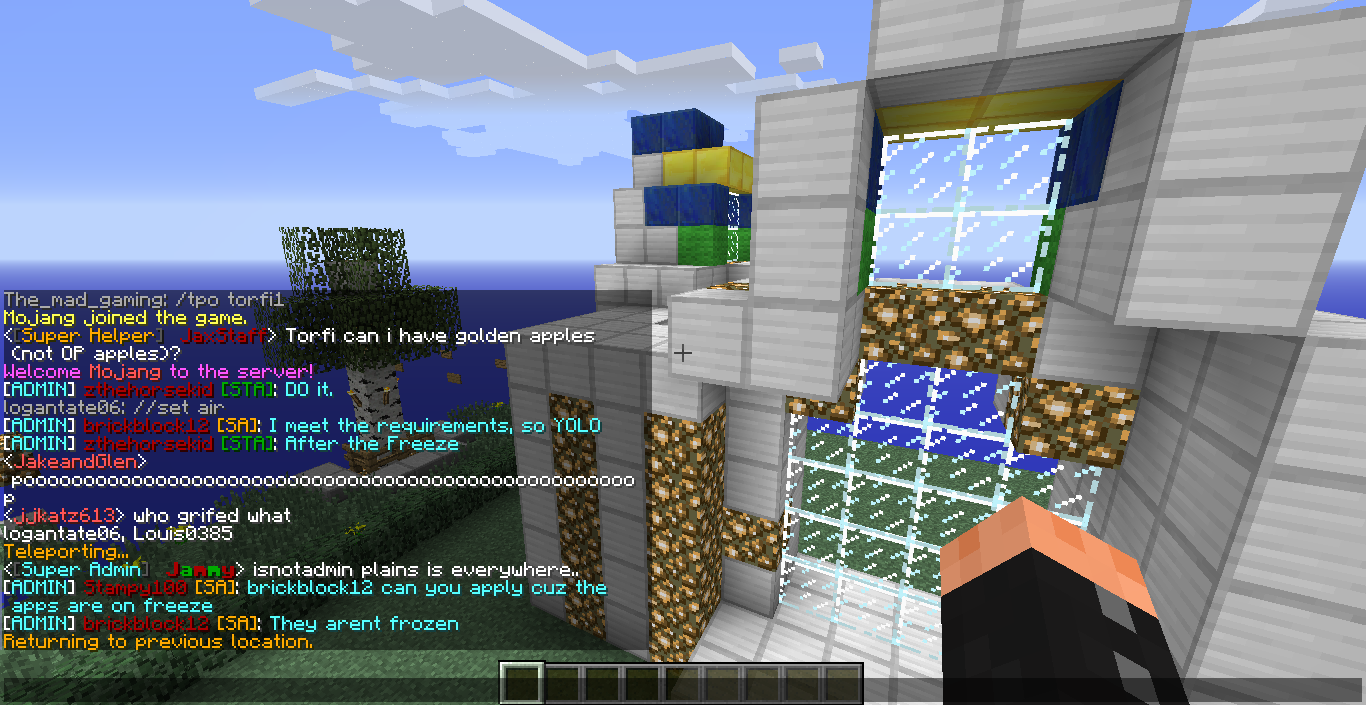 The_mad_gaming: /tpo torfi1
Mojang joined the game.
<[Super Helper] JaxStaff> Torfi can i have golden apples
(not OP apples)?
Welcome Mojang to the server!
[ADMIN] zthehorsekid [STA]: DO it.
logantate06: //set air
[ADMIN] brickblock12 [SA]: I meet the requirements, so YOLO
[ADMIN] zthehorsekid [STA]: After the Freeze
<JakeandGlen>
poooooooooooooooooooooooooooooooooooooooooooooooooooo
p
<jjkatz613> who grifed what
logantate06, Louis0385
Teleporting...
<[Super Admin] Jammy> isnotadmin plains is everywhere..
[ADMIN] Stampy100 [SA]: brickblock12 can you apply cuz the
apps are on freeze
[ADMIN] brickblock12 [SA]: They arent frozen
Returning to previous location.